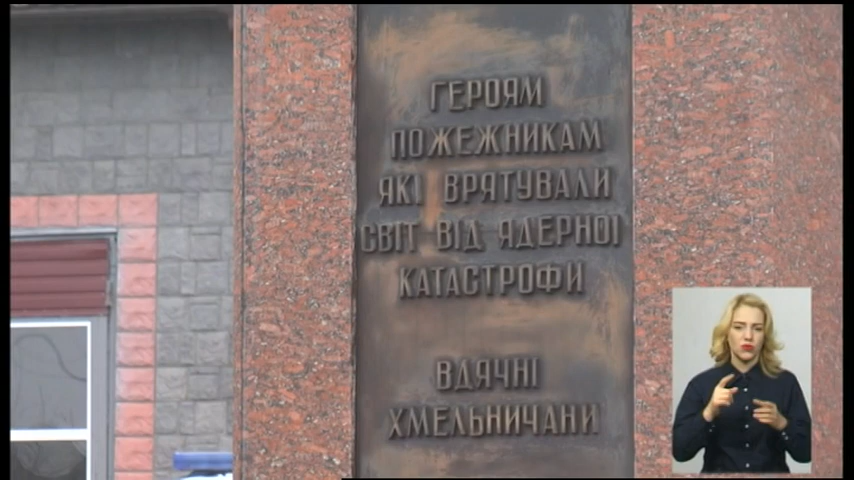 ГЕРОЯМ
ПОЖЕЖНИКАМ
ЯКІ ВРЯТУВАЛИ
СВІТ ВІД ЯДЕРНОЇ
КАТАСТРОФИ
ВДЯЧНІ
ХМЕЛЬНИЧАНИ